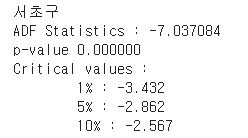 서초구
ADF Statistics : -7.037084
p-value 0.000000
Critical values :
1% : -3.432
5% : -2.862
10% : -2.567